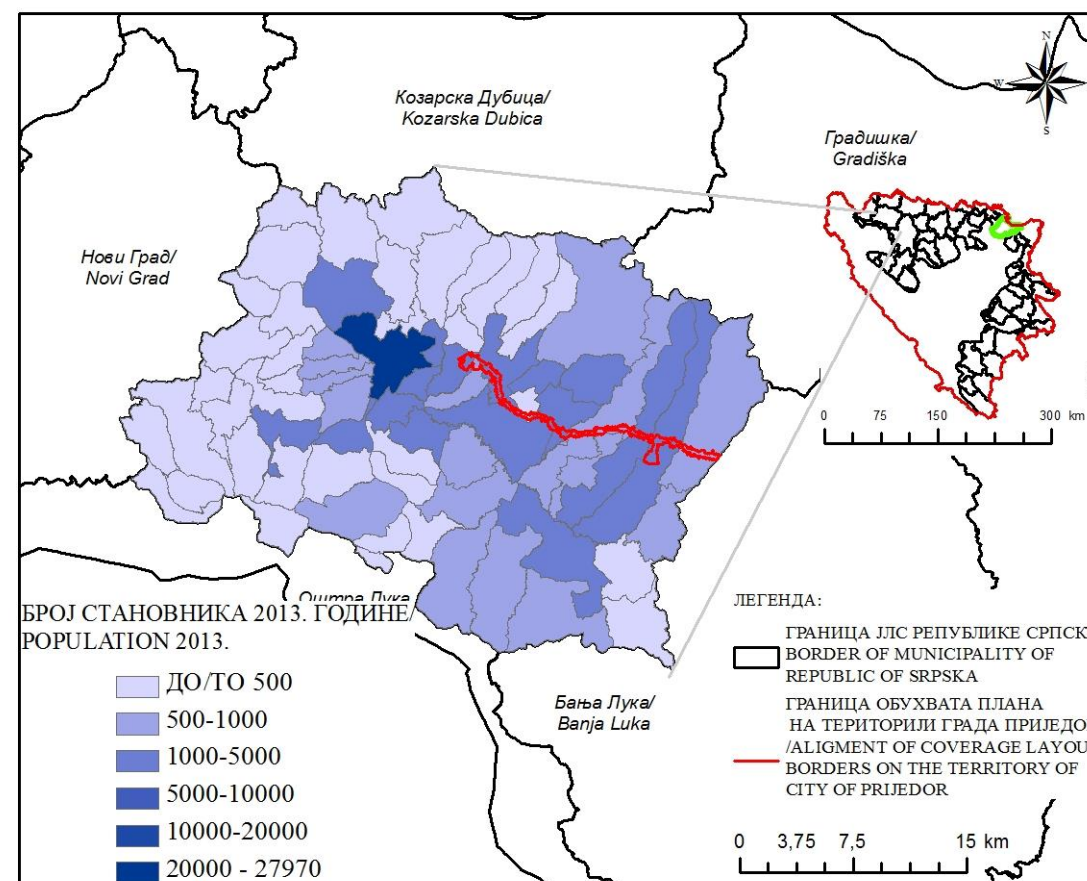 N
W
S
Козарска Дубица/
Kozarska Dubica
Градишка/
Gradiška
Нови Град/
Novi Grad
0 75 150 300 km
Оштра Лука
БРОЈ СТАНОВНИКА 2013. ГОДИНЕ/
POPULATION 2013.
ДО/TO 500
500-1000
1000-5000
5000-10000
10000-20000
20000 - 27970
Бања Лука/
Banja Luka
ЛЕГЕНДА:
ГРАНИЦА ЈЛС РЕПУБЛИКЕ СРПСК
BORDER OF MUNICIPALITY OF
REPUBLIC OF SRPSKA
ГРАНИЦА ОБУХВАТА ПЛАНА
НА ТЕРИТОРИЈИ ГРАДА ПРИЈЕДО
/ALIGMENT OF COVERAGE LAYOU
BORDERS ON THE TERRITORY OF
CITY OF PRIJEDOR
0 3,75 7,5 15 km